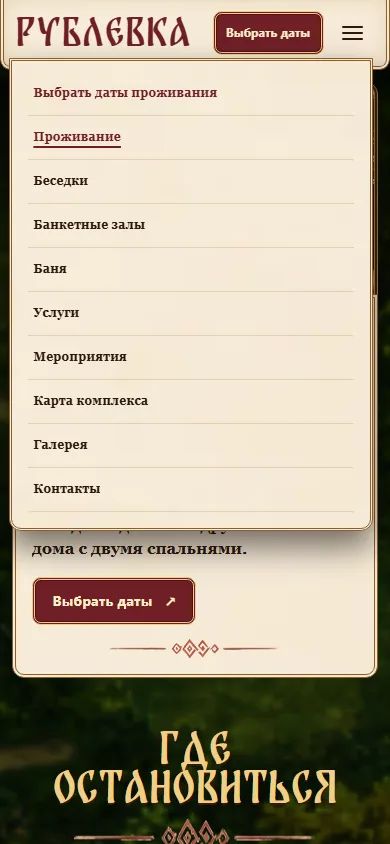 РУБЛЕВКА
Выбрать даты
Выбрать даты проживания
Проживание
Беседки
Банкетные залы
Баня
Услуги
Мероприятия
Карта комплекса
Галерея
Контакты
дома с двумя спальнями.
Выбрать даты ↗
ГДЕ
ОСТАНОВИТЬСЯ